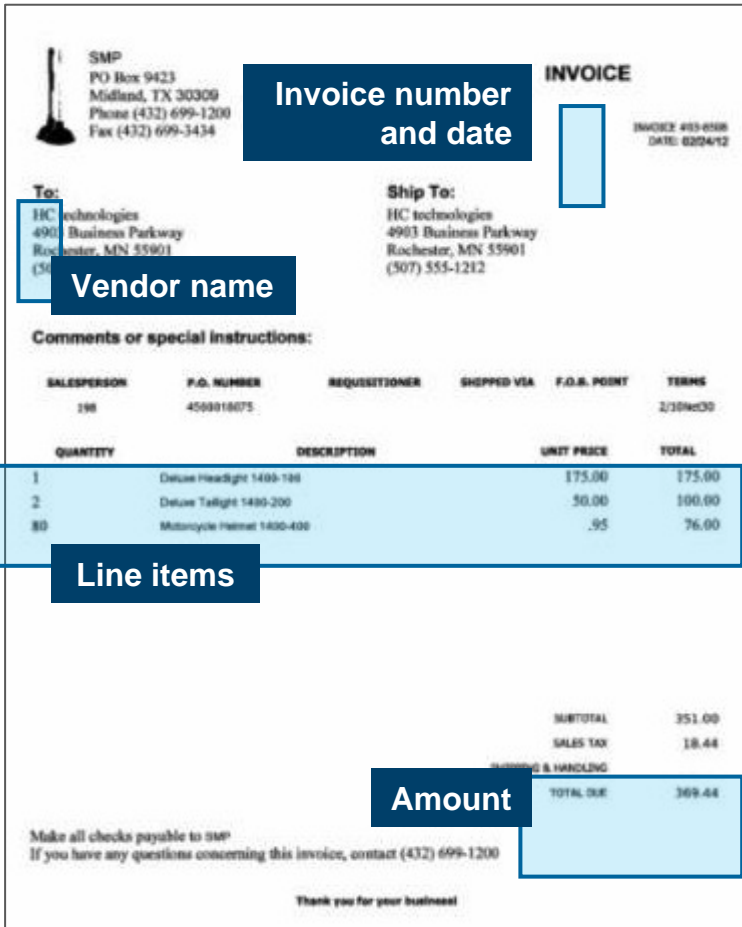 SMP
PO Box 9423
Midland, TX 30309
Phone (432) 699-1200
Fax (432) 699-3434
Invoice number
and date
INVOICE
INVOICE
DATE: 02/24/12
To:
HC technologies
4903 Business Parkway
Rochester, MN 55901
Vendor name
Ship To:
HC technologies
4903 Business Parkway
Rochester, MN 55901
(507) 555-1212
Comments or special instructions:
SALESPERSON P.O. NUMBER REQUISITIONER SHIPPED VIA F.O.B. POINT TERMS
198 4500018075 2/10Net30
QUANTITY DESCRIPTION UNIT PRICE TOTAL
1 Deluxe Headlight 1400-100 175.00 175.00
2 Deluxe Taillight 1400-200 50.00 100.00
80 Motorcycle Helmet 1400-400 .95 76.00
Line items
SUBTOTAL 351.00
SALES TAX 18.44
& HANDLING
Amount
TOTAL DUE 369.44
Make all checks payable to SMP
If you have any questions concerning this invoice, contact (432) 699-1200
Thank you for your business!